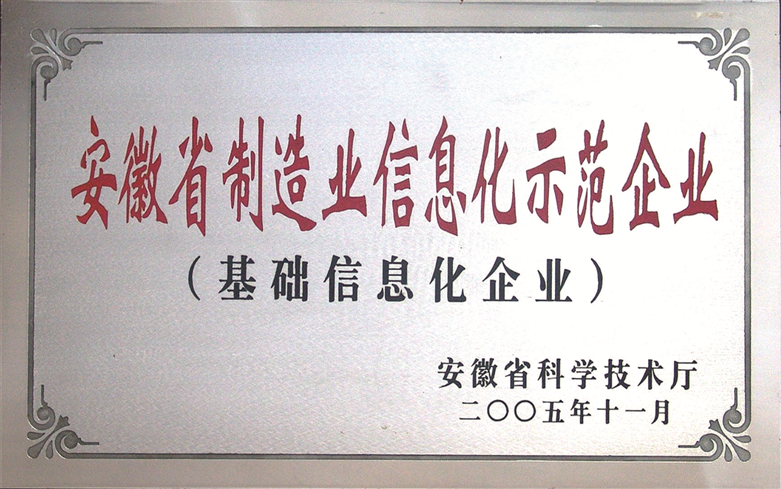 安徽省制造业信息化示范企业
（基础信息化企业）
安徽省科学技术厅
二〇〇五年十一月